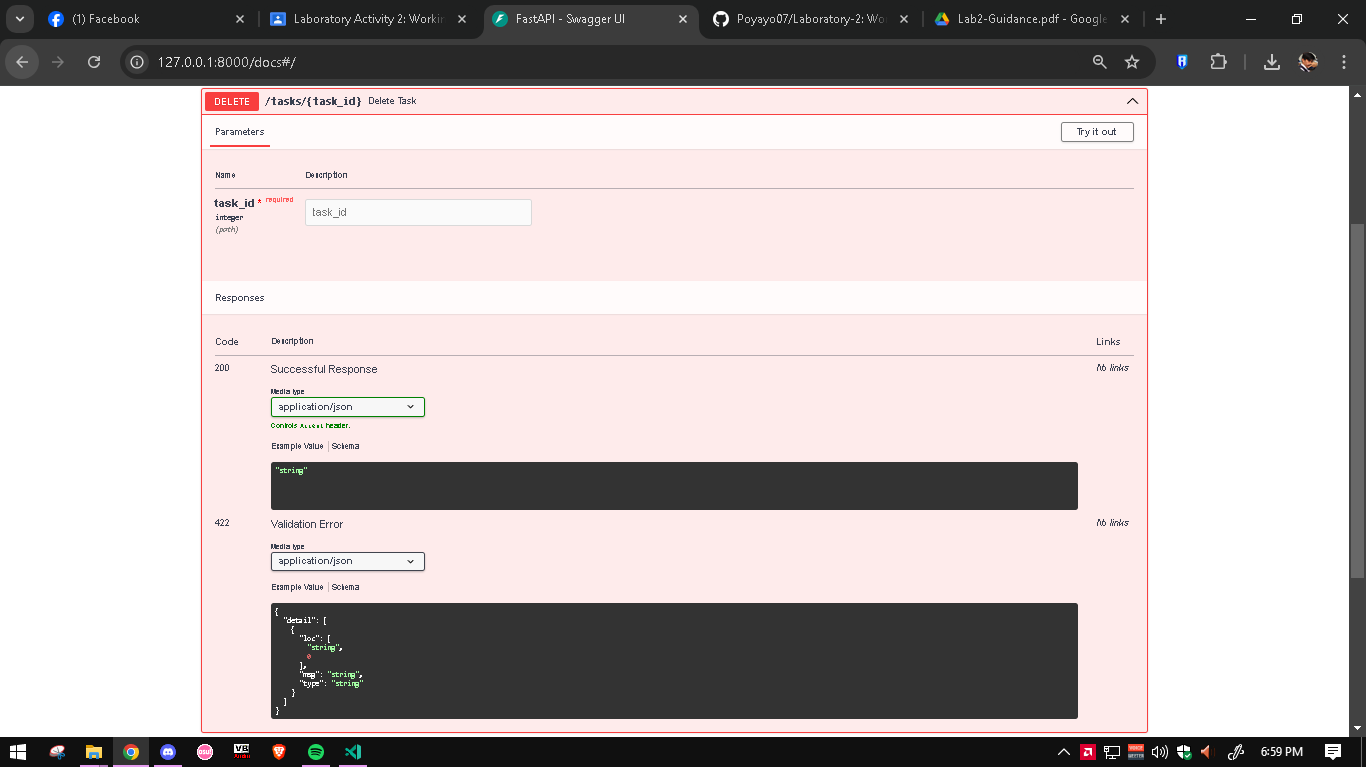 (1) Facebook
Laboratory Activity 2: Workin
FastAPI - Swagger UI
Poyayo07/Laboratory-2: Wo
Lab2-Guidance.pdf - Google
127.0.0.1:8000/docs#/
DELETE /tasks/{task_id} Delete Task
Parameters
Try it out
Name Description
task_id * required
integer
(path)
task_id
Responses
Code Description Links
200 Successful Response No links
Media type
application/json
Controls Accept header.
Example Value | Schema
"string"
422 Validation Error No links
Media type
application/json
Example Value | Schema
{
"detail": [
{
"loc": [
"string",
0
],
"msg": "string",
"type": "string"
}
]
}
6:59 PM